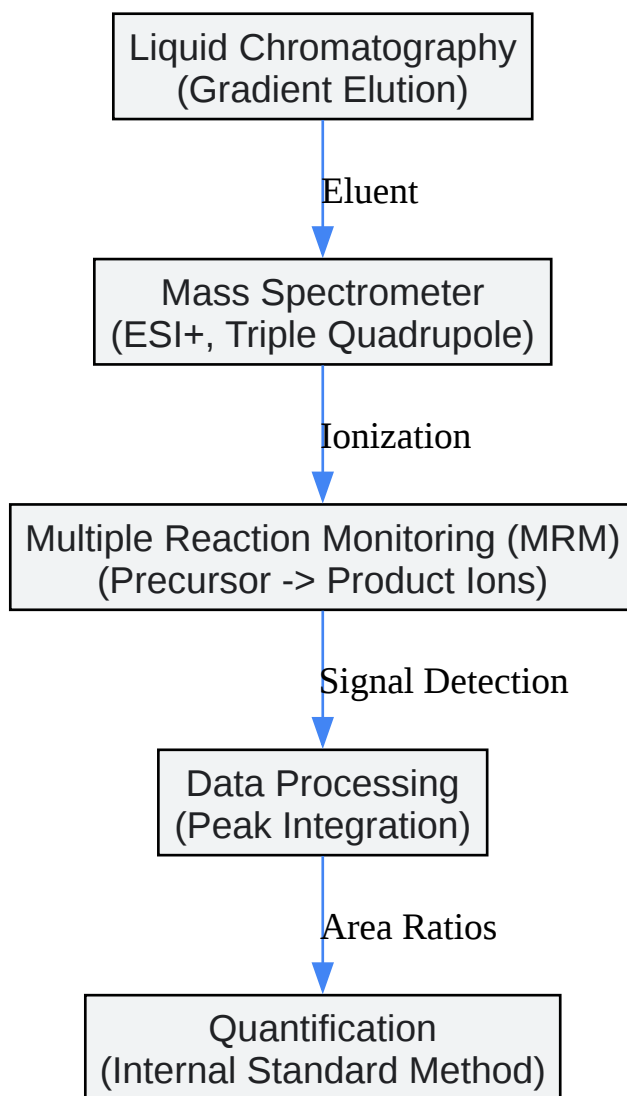 Liquid Chromatography
(Gradient Elution)
Eluent
Mass Spectrometer
(ESI+, Triple Quadrupole)
Ionization
Multiple Reaction Monitoring (MRM)
(Precursor -> Product Ions)
Signal Detection
Data Processing
(Peak Integration)
Area Ratios
Quantification
(Internal Standard Method)